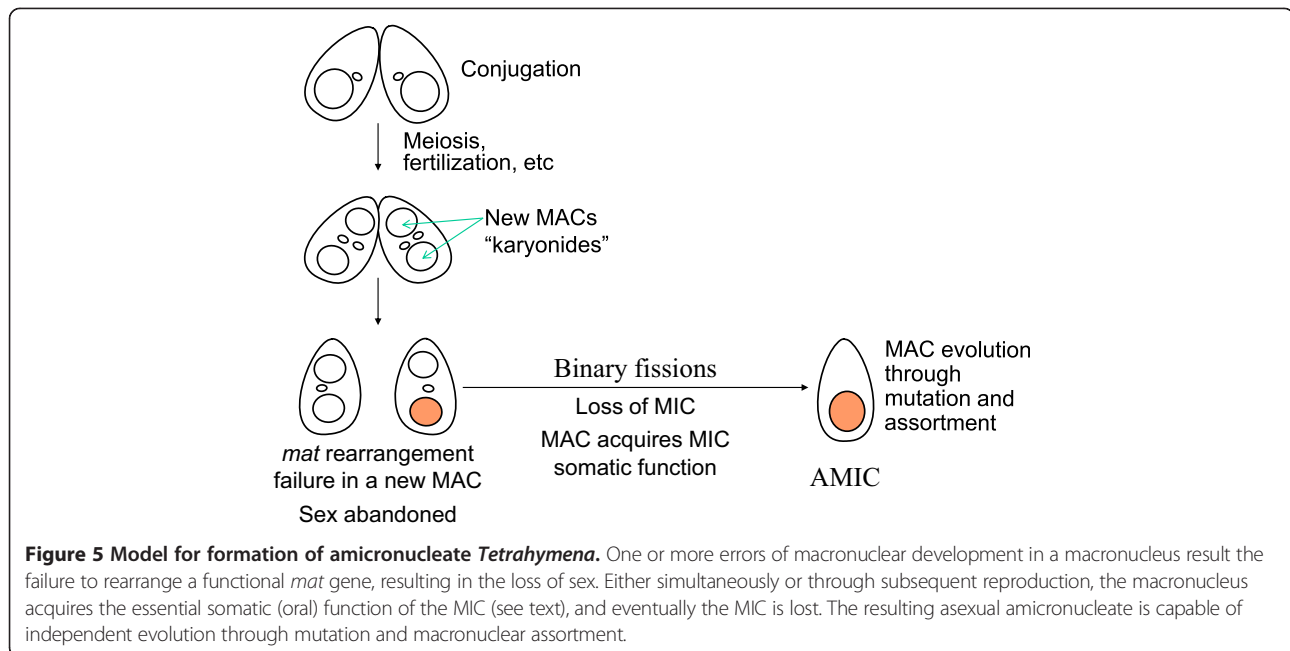 Conjugation
Meiosis,
fertilization, etc
New MACs
“karyonides”
mat rearrangement
failure in a new MAC
Sex abandoned
Binary fissions
Loss of MIC
MAC acquires MIC
somatic function
MAC evolution
through
mutation and
assortment
AMIC
Figure 5 Model for formation of amicronucleate Tetrahymena. One or more errors of macronuclear development in a macronucleus result the
failure to rearrange a functional mat gene, resulting in the loss of sex. Either simultaneously or through subsequent reproduction, the macronucleus
acquires the essential somatic (oral) function of the MIC (see text), and eventually the MIC is lost. The resulting asexual amicronucleate is capable of
independent evolution through mutation and macronuclear assortment.